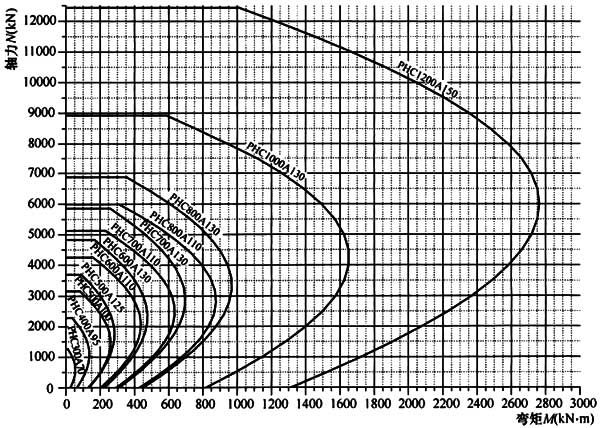 轴力N(kN)
12000
11000
10000
9000
8000
7000
6000
5000
4000
3000
2000
1000
0
PHC1200A150
PHC1000A130
PHC800A130
PHC800A110
PHC700A130
PHC700A110
PHC600A130
PHC600A110
PHC500A125
PHC500A100
PHC400A95
PHC300A70
0 200 400 600 800 1000 1200 1400 1600 1800 2000 2200 2400 2600 2800 3000
弯矩M(kN·m)